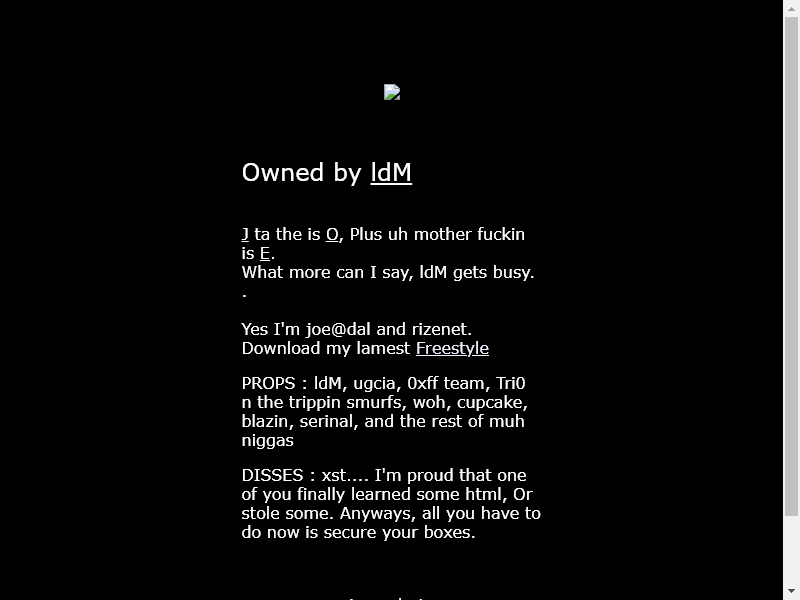 Owned by ldM
J ta the is O, Plus uh mother fuckin
is E.
What more can I say, ldM gets busy.
.
Yes I'm joe@dal and rizenet.
Download my lamest Freestyle
PROPS : ldM, ugcia, 0xff team, Tri0
n the trippin smurfs, woh, cupcake,
blazin, serinal, and the rest of muh
niggas
DISSES : xst.... I'm proud that one
of you finally learned some html, Or
stole some. Anyways, all you have to
do now is secure your boxes.